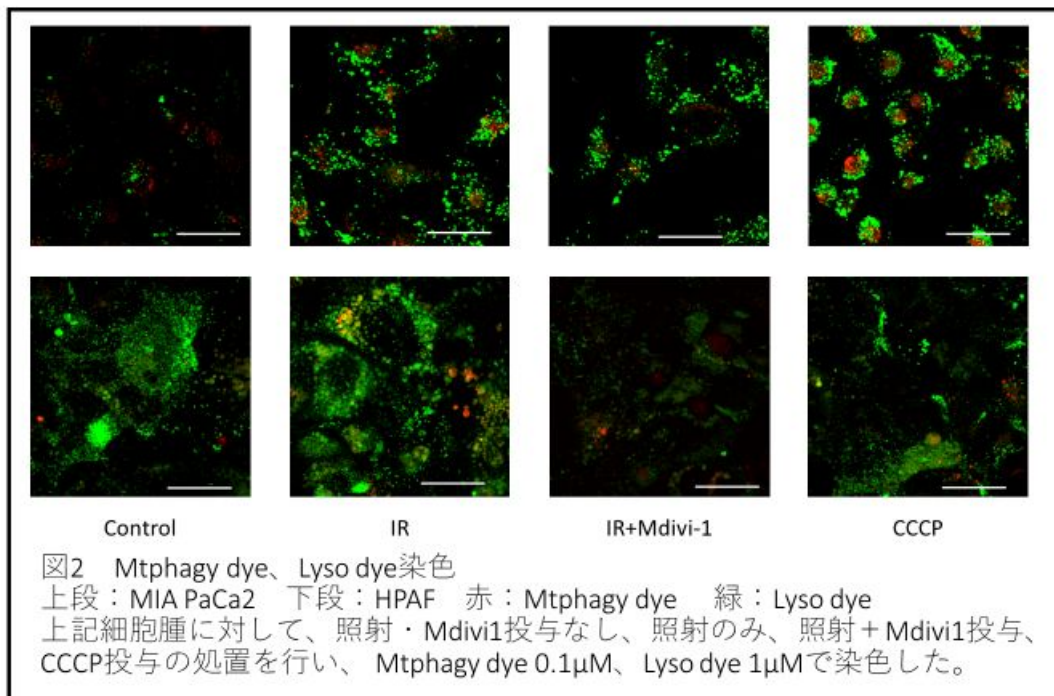 Control IR IR+Mdivi-1 CCCP
図2 Mtphagy dye、Lyso dye染色
上段：MIA PaCa2 下段：HPAF 赤：Mtphagy dye 緑：Lyso dye
上記細胞腫に対して、照射・Mdivi1投与なし、照射のみ、照射＋Mdivi1投与、
CCCP投与の処置を行い、 Mtphagy dye 0.1μM、Lyso dye 1μMで染色した。